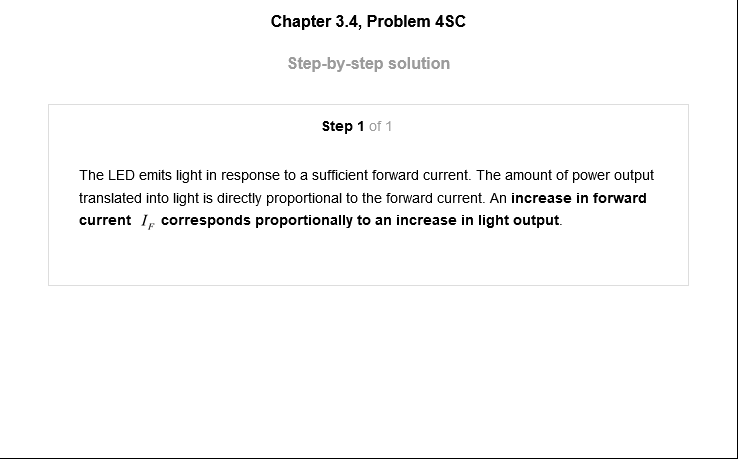 Chapter 3.4, Problem 4SC
Step-by-step solution
Step 1 of 1
The LED emits light in response to a sufficient forward current. The amount of power output
translated into light is directly proportional to the forward current. An increase in forward
current I_F corresponds proportionally to an increase in light output.